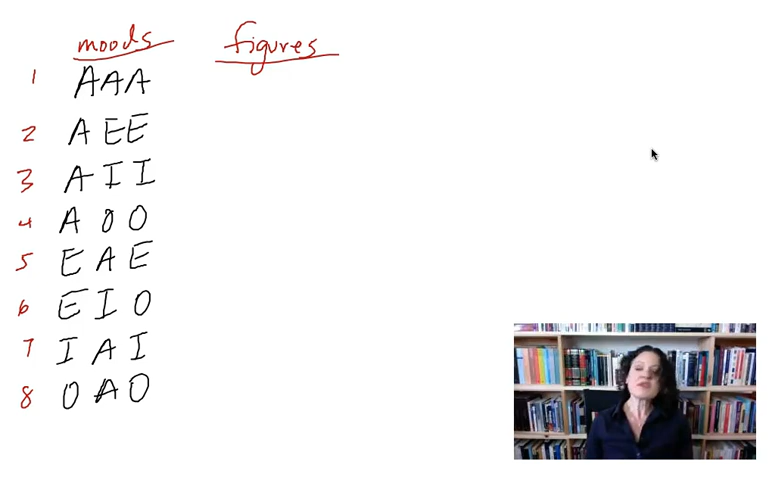 moods figures
1 AAA
2 AEE
3 AII
4 AOO
5 EAE
6 EIO
7 IAI
8 OAO